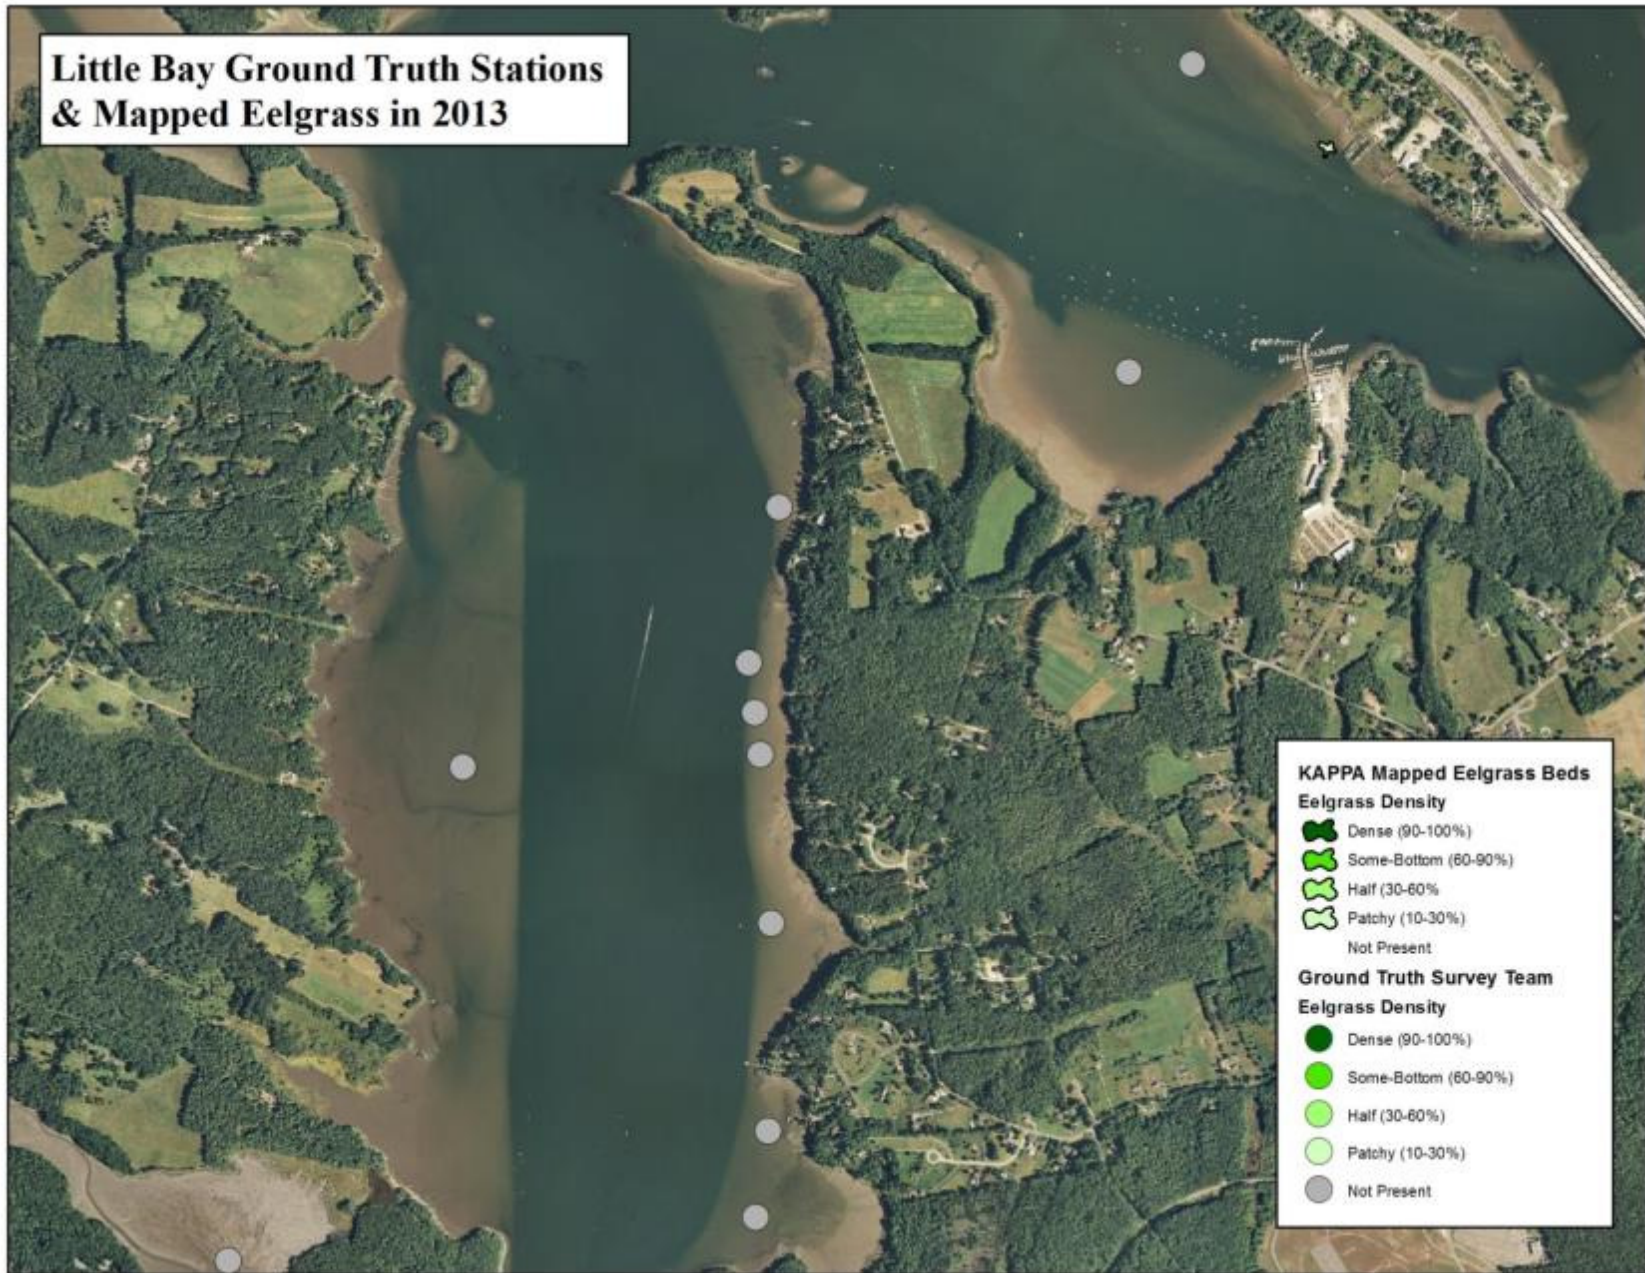 Little Bay Ground Truth Stations
& Mapped Eelgrass in 2013
KAPPA Mapped Eelgrass Beds
Eelgrass Density
Dense (90-100%)
Some-Bottom (60-90%)
Half (30-60%
Patchy (10-30%)
Not Present
Ground Truth Survey Team
Eelgrass Density
Dense (90-100%)
Some-Bottom (60-90%)
Half (30-60%)
Patchy (10-30%)
Not Present